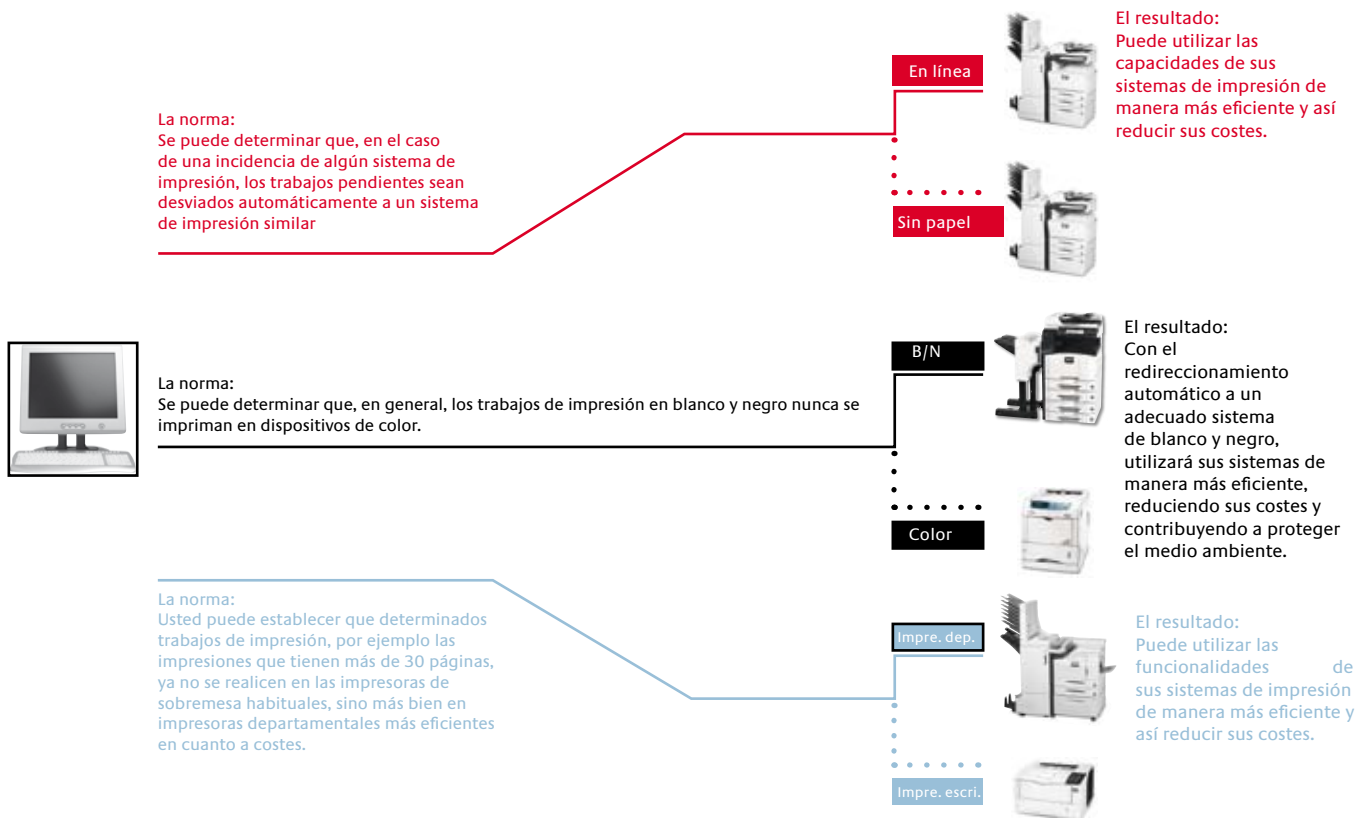 La norma:
Se puede determinar que, en el caso
de una incidencia de algún sistema de
impresión, los trabajos pendientes sean
desviados automáticamente a un sistema
de impresión similar
En línea
Sin papel
El resultado:
Puede utilizar las
capacidades de sus
sistemas de impresión de
manera más eficiente y así
reducir sus costes.
La norma:
Se puede determinar que, en general, los trabajos de impresión en blanco y negro nunca se
impriman en dispositivos de color.
B/N
Color
El resultado:
Con el
redireccionamiento
automático a un
adecuado sistema
de blanco y negro,
utilizará sus sistemas de
manera más eficiente,
reduciendo sus costes y
contribuyendo a proteger
el medio ambiente.
La norma:
Usted puede establecer que determinados
trabajos de impresión, por ejemplo las
impresiones que tienen más de 30 páginas,
ya no se realicen en las impresoras de
sobremesa habituales, sino más bien en
impresoras departamentales más eficientes
en cuanto a costes.
Impre. dep.
Impre. escri.
El resultado:
Puede utilizar las
funcionalidades de
sus sistemas de impresión
de manera más eficiente y
así reducir sus costes.